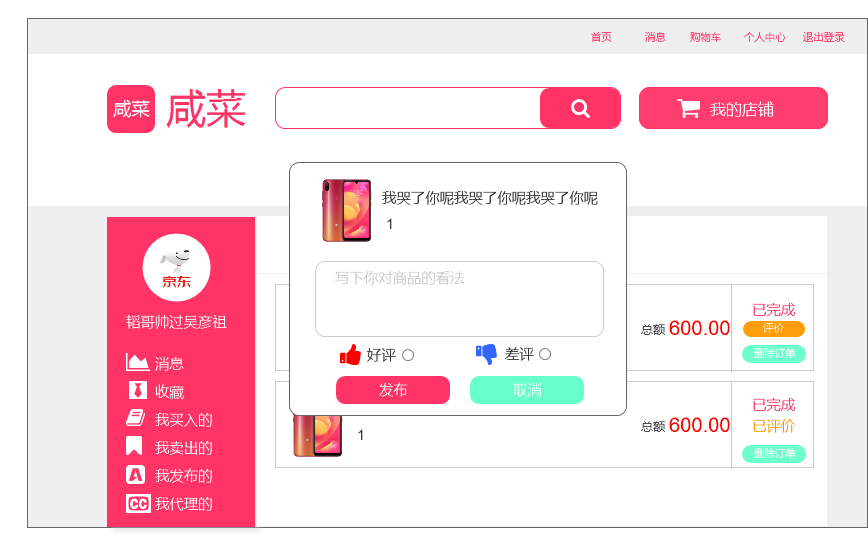 首页 消息 购物车 个人中心 退出登录
咸菜 咸菜 我的店铺
我哭了你呢我哭了你呢我哭了你呢
1
写下你对商品的看法
好评 差评
发布 取消
京东
韬哥帅过吴彦祖
消息
收藏
我买入的
我卖出的
我发布的
我代理的
总额 600.00
已完成
评价
删除订单
1
总额 600.00
已完成
已评价
删除订单